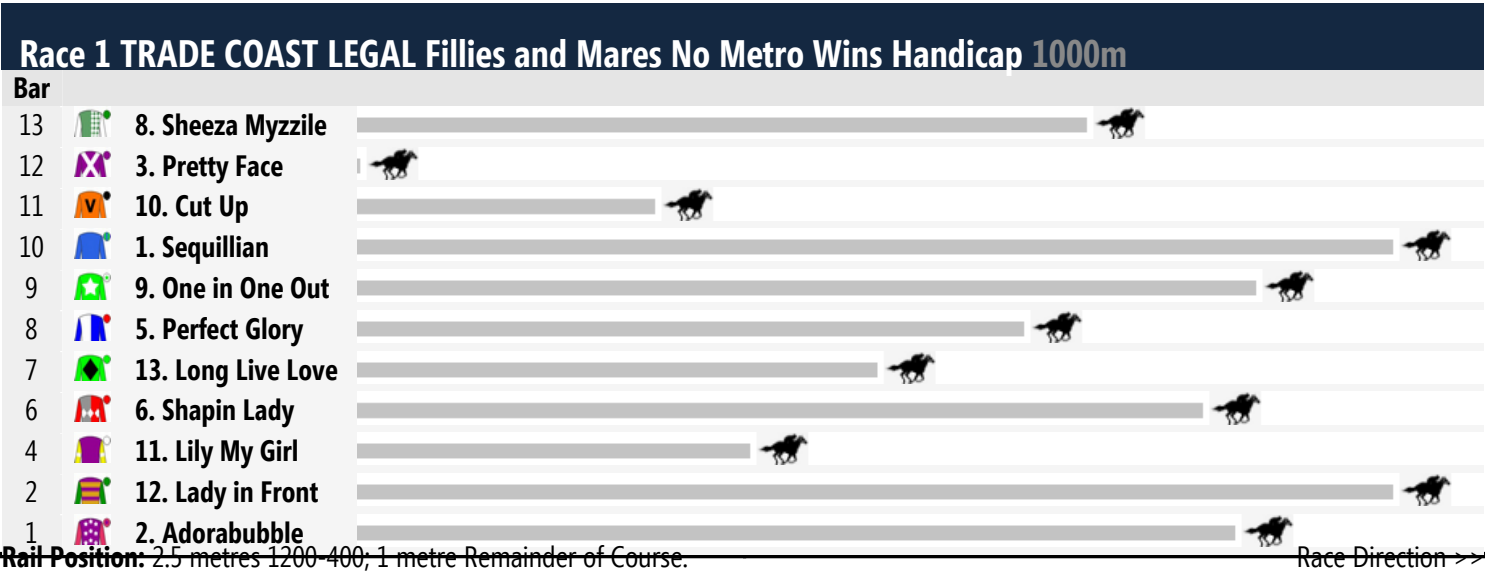 Race 1 TRADE COAST LEGAL Fillies and Mares No Metro Wins Handicap 1000m
Bar
13 8. Sheeza Myzzile
12 3. Pretty Face
11 V 10. Cut Up
10 1. Sequillian
9 9. One in One Out
8 5. Perfect Glory
7 13. Long Live Love
6 6. Shapin Lady
4 11. Lily My Girl
2 12. Lady in Front
1 2. Adorabubble
Rail Position: 2.5 metres 1200-400; 1 metre Remainder of Course. Race Direction >>